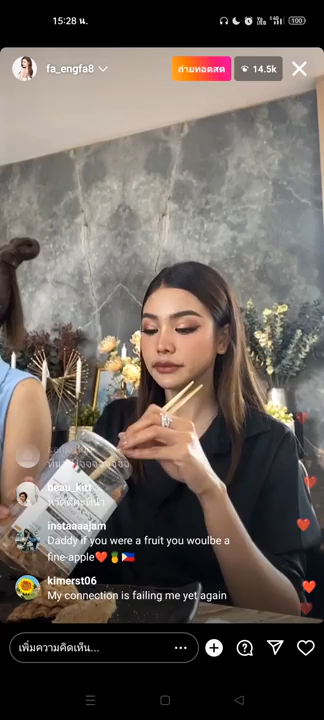 15:28 น.
100
fa_engfa8
ถ่ายทอดสด
14.5k
beau_kitt
instaaaajam
Daddy if you were a fruit you woulbe a
fine-apple❤️🍍🇵🇭
kimerst06
My connection is failing me yet again
เพิ่มความคิดเห็น...